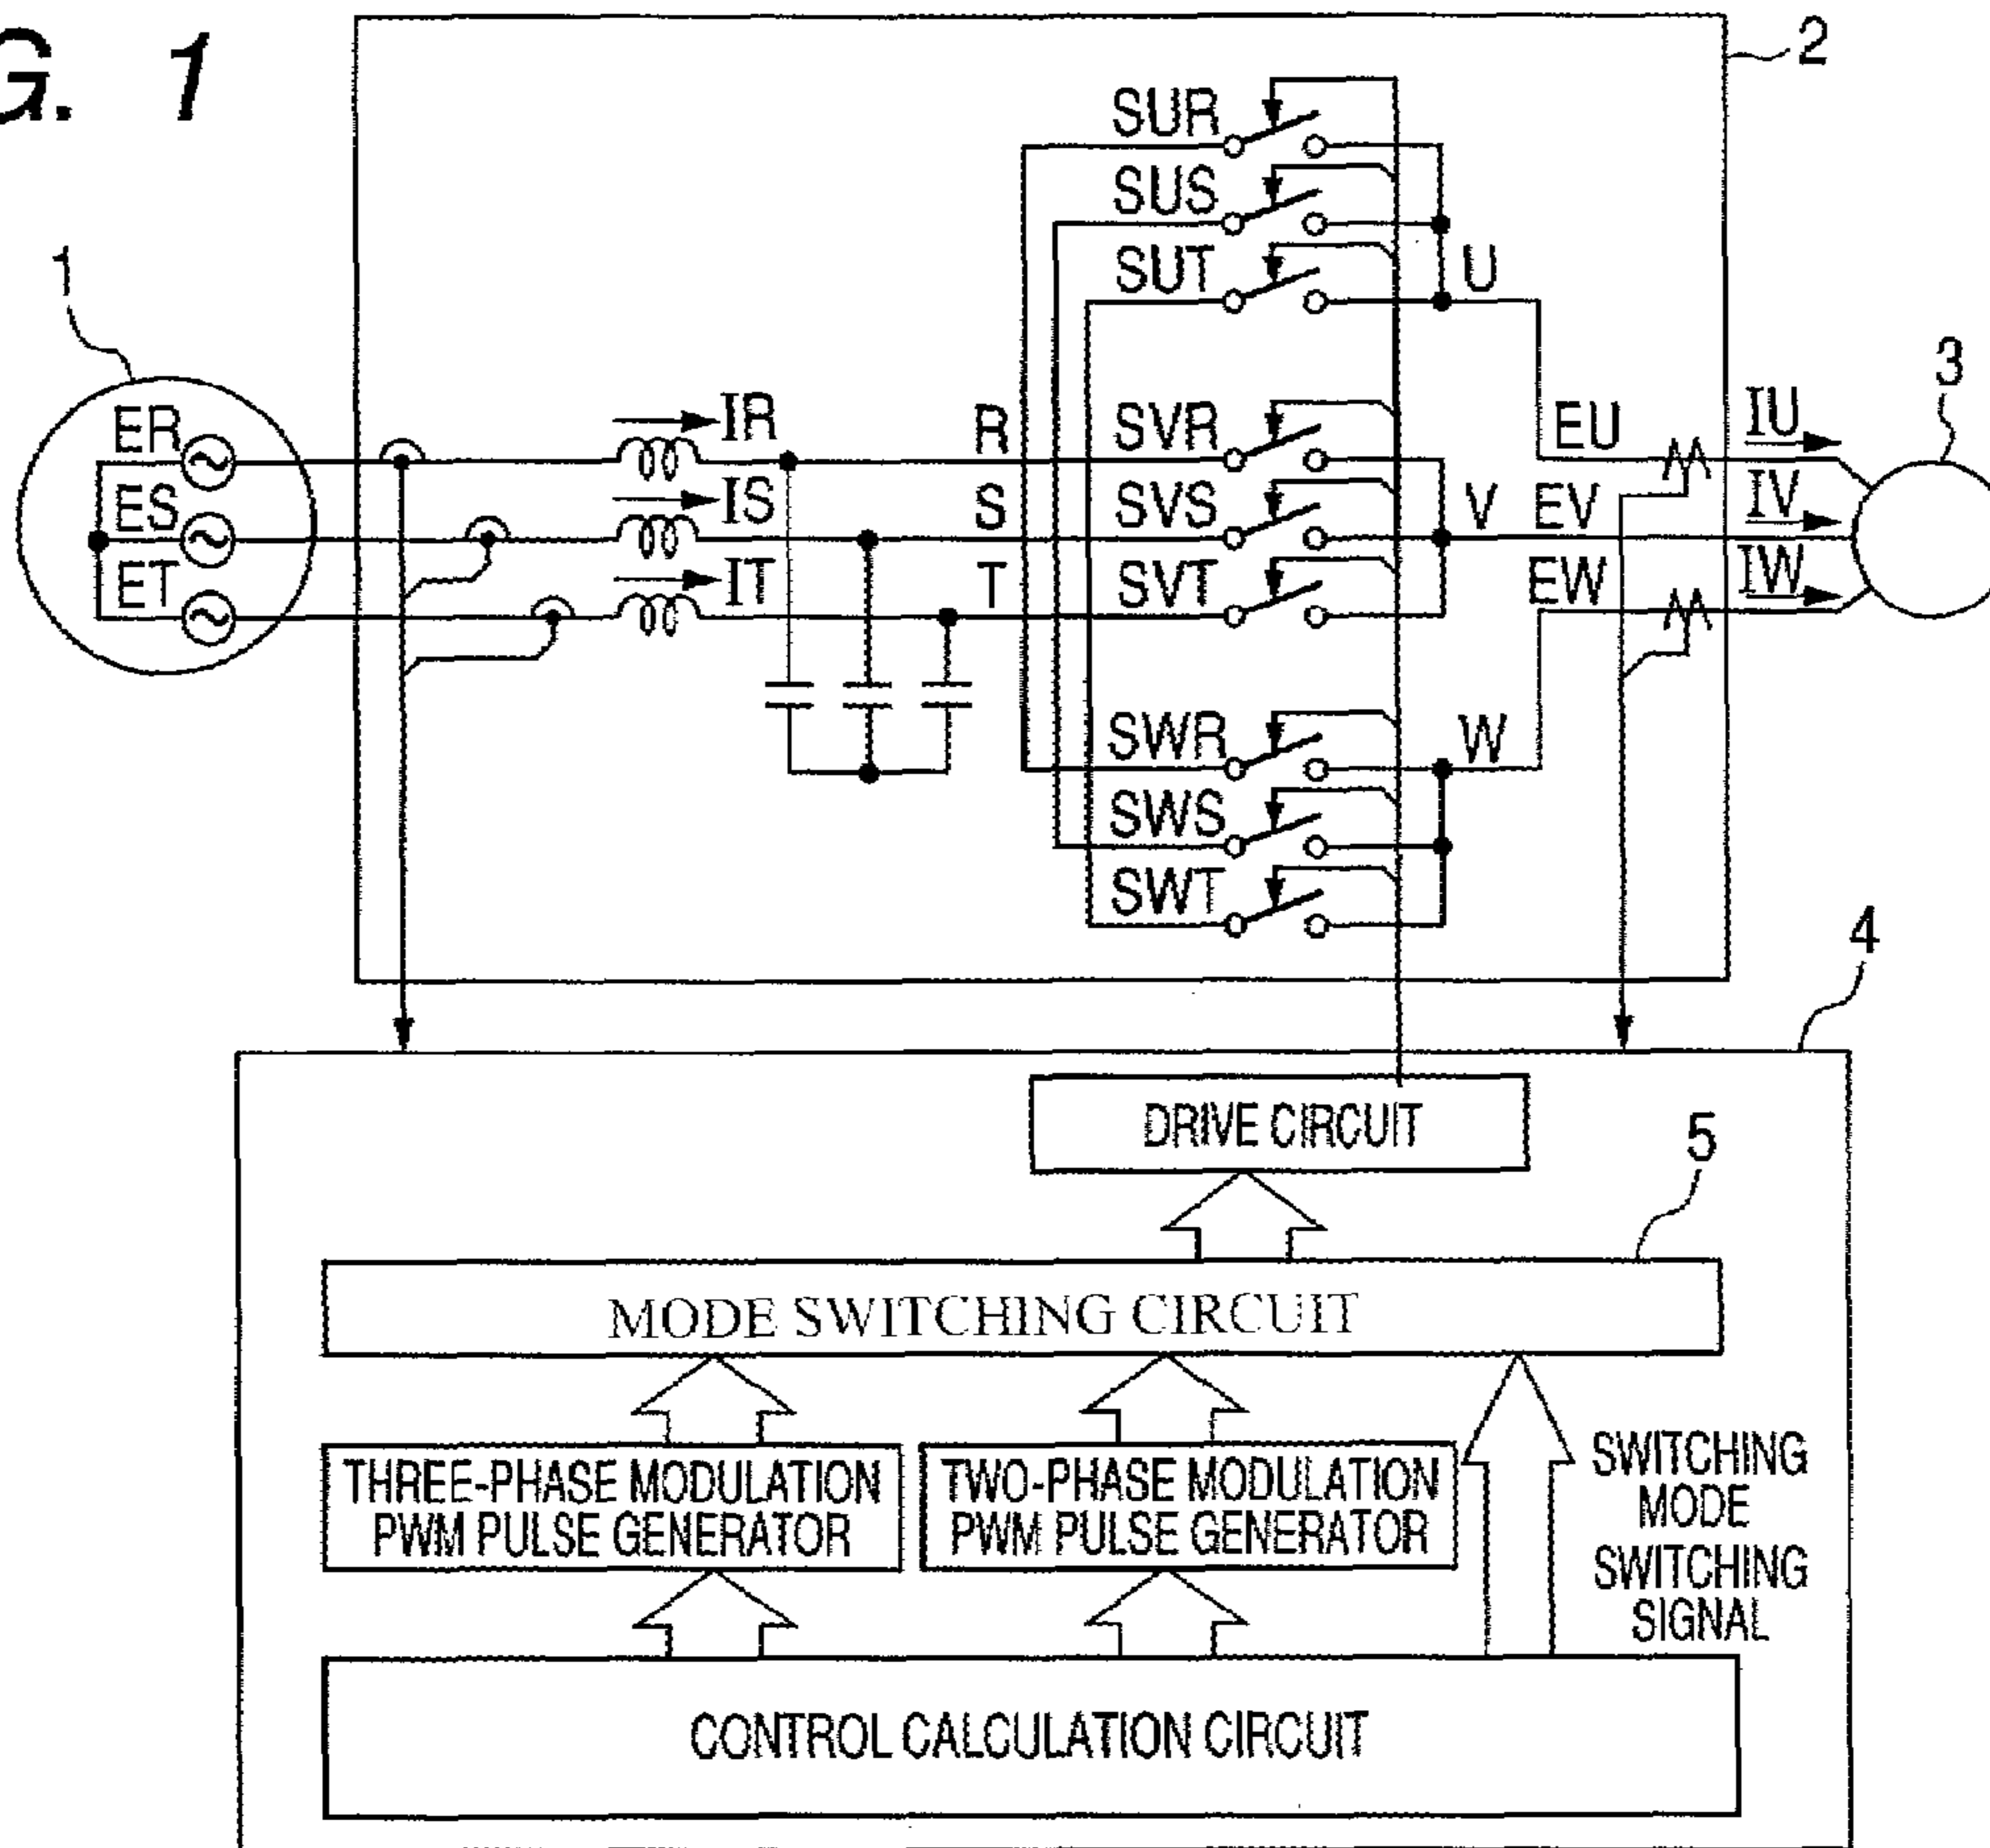 G. 1
2
SUR
SUS
SUT
U
1
3
ER
IR
R
SVR
EU
IU
ES
IS
S
SVS
V
EV
IV
ET
IT
T
SVT
EW
IW
SWR
W
SWS
SWT
4
DRIVE CIRCUIT
5
MODE SWITCHING CIRCUIT
THREE-PHASE MODULATION
PWM PULSE GENERATOR
TWO-PHASE MODULATION
PWM PULSE GENERATOR
SWITCHING
MODE
SWITCHING
SIGNAL
CONTROL CALCULATION CIRCUIT